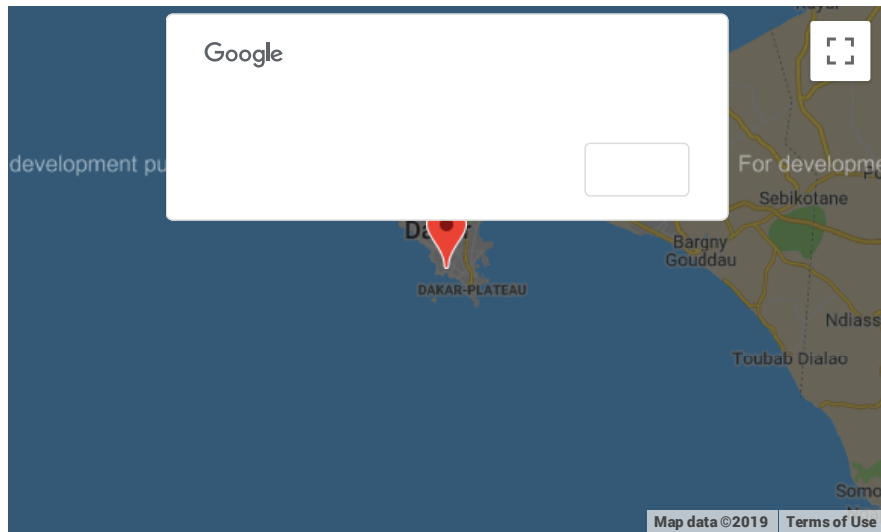 Google
development pu
For developme
Sebikotane
Bargny
Gouddau
DAKAR-PLATEAU
Ndiass
Toubab Dialao
Somo
Map data ©2019
Terms of Use